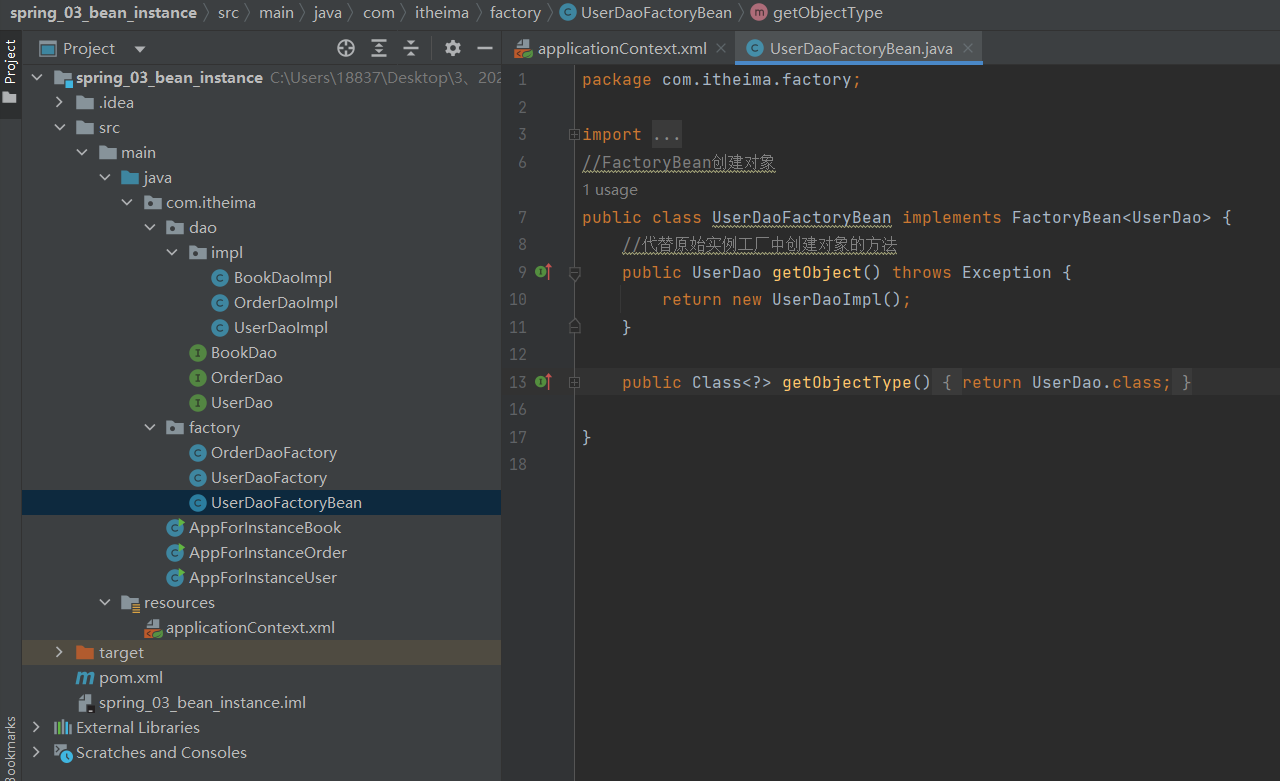 spring_03_bean_instance src main java com itheima factory UserDaoFactoryBean getObjectType
Project
Project
applicationContext.xml
UserDaoFactoryBean.java
spring_03_bean_instance C:\Users\18837\Desktop\3、202
.idea
src
main
java
com.itheima
dao
impl
BookDaoImpl
OrderDaoImpl
UserDaoImpl
BookDao
OrderDao
UserDao
factory
OrderDaoFactory
UserDaoFactory
UserDaoFactoryBean
AppForInstanceBook
AppForInstanceOrder
AppForInstanceUser
resources
applicationContext.xml
target
pom.xml
spring_03_bean_instance.iml
External Libraries
Scratches and Consoles
Bookmarks
1 package com.itheima.factory;
2
3 import ...
6 //FactoryBean创建对象
1 usage
7 public class UserDaoFactoryBean implements FactoryBean<UserDao> {
8 //代替原始实例工厂中创建对象的方法
9 public UserDao getObject() throws Exception {
10 return new UserDaoImpl();
11 }
12
13 public Class<?> getObjectType() { return UserDao.class; }
16
17 }
18